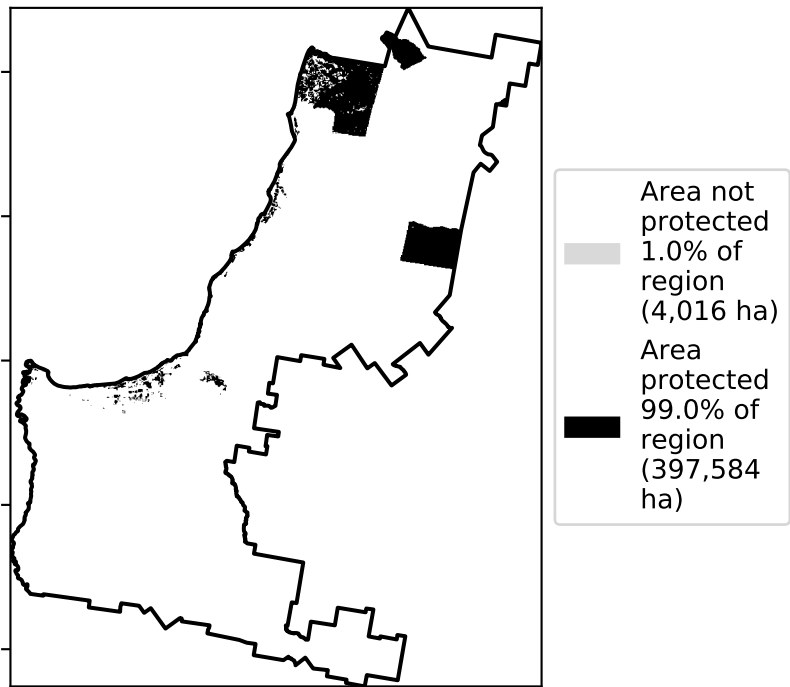 Area not
protected
1.0% of
region
(4,016 ha)
Area
protected
99.0% of
region
(397,584
ha)